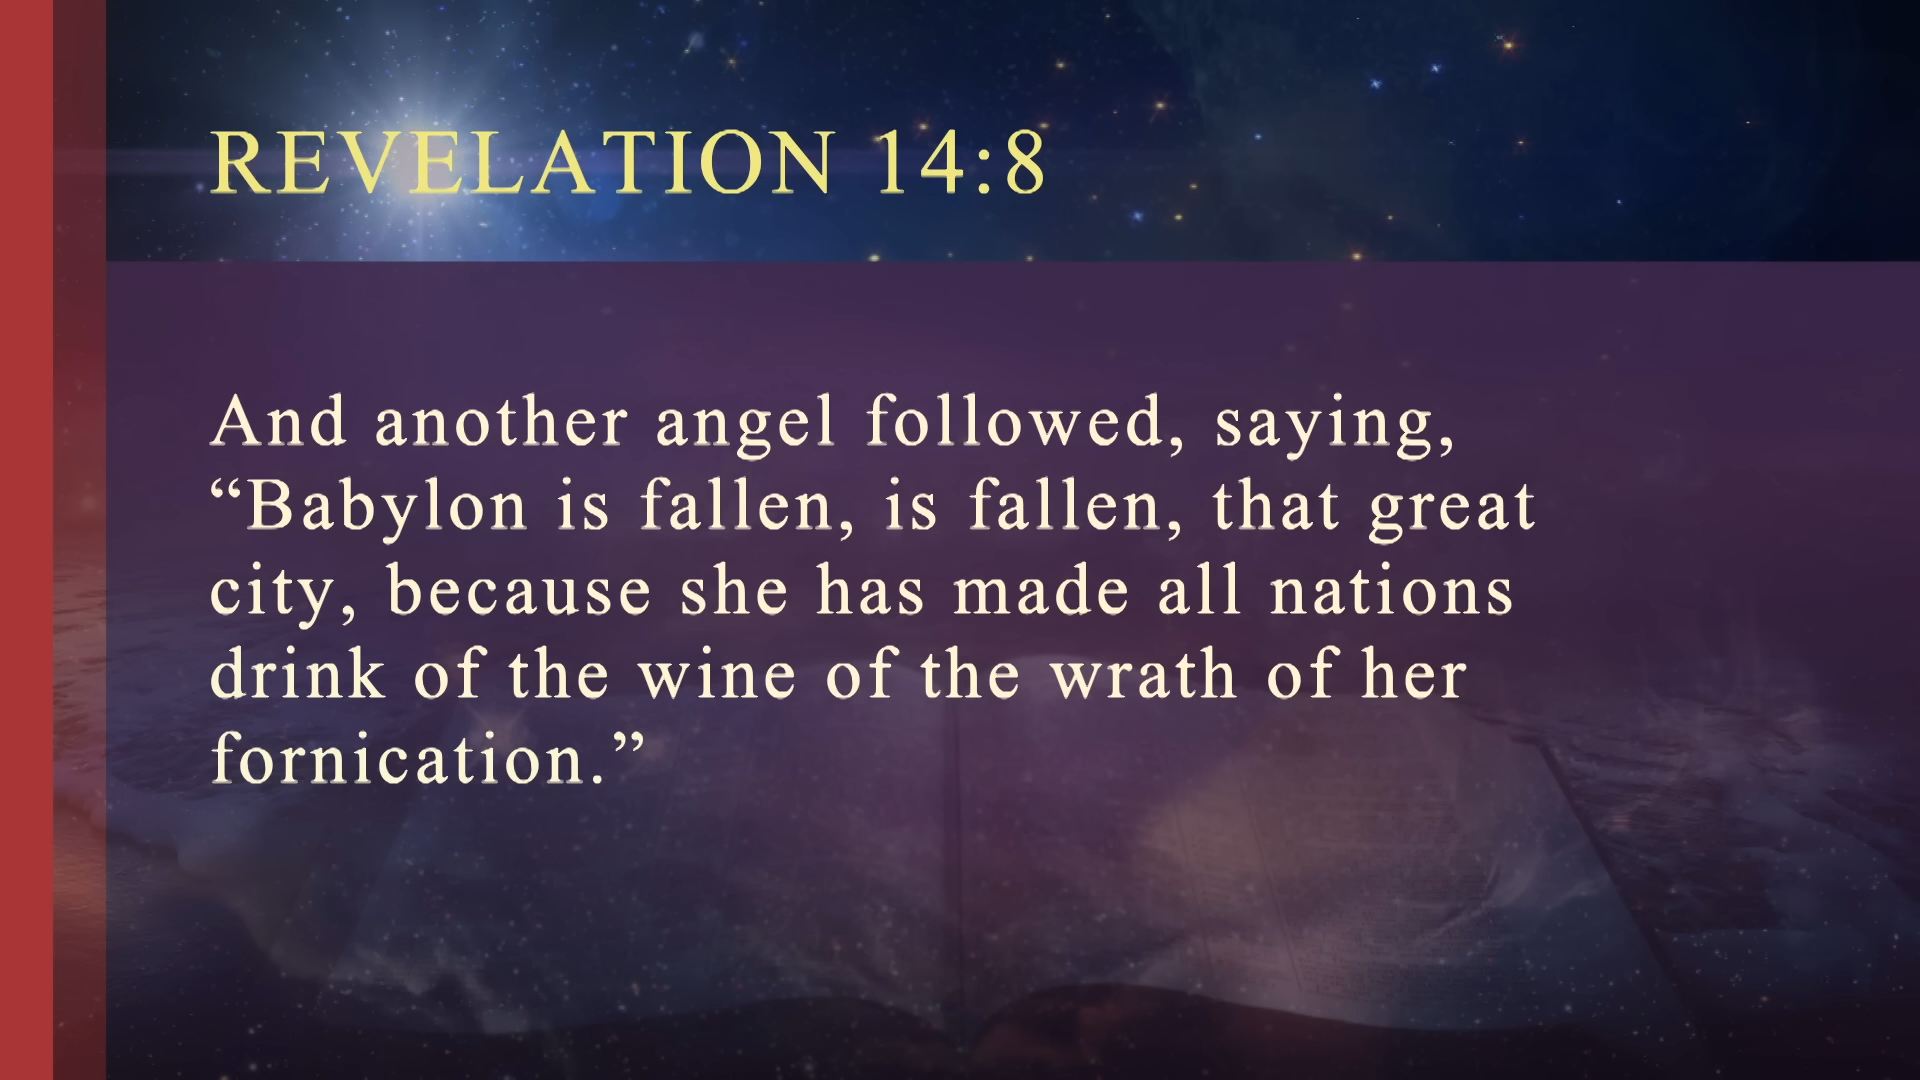 REVELATION 14:8
And another angel followed, saying,
“Babylon is fallen, is fallen, that great
city, because she has made all nations
drink of the wine of the wrath of her
fornication.”